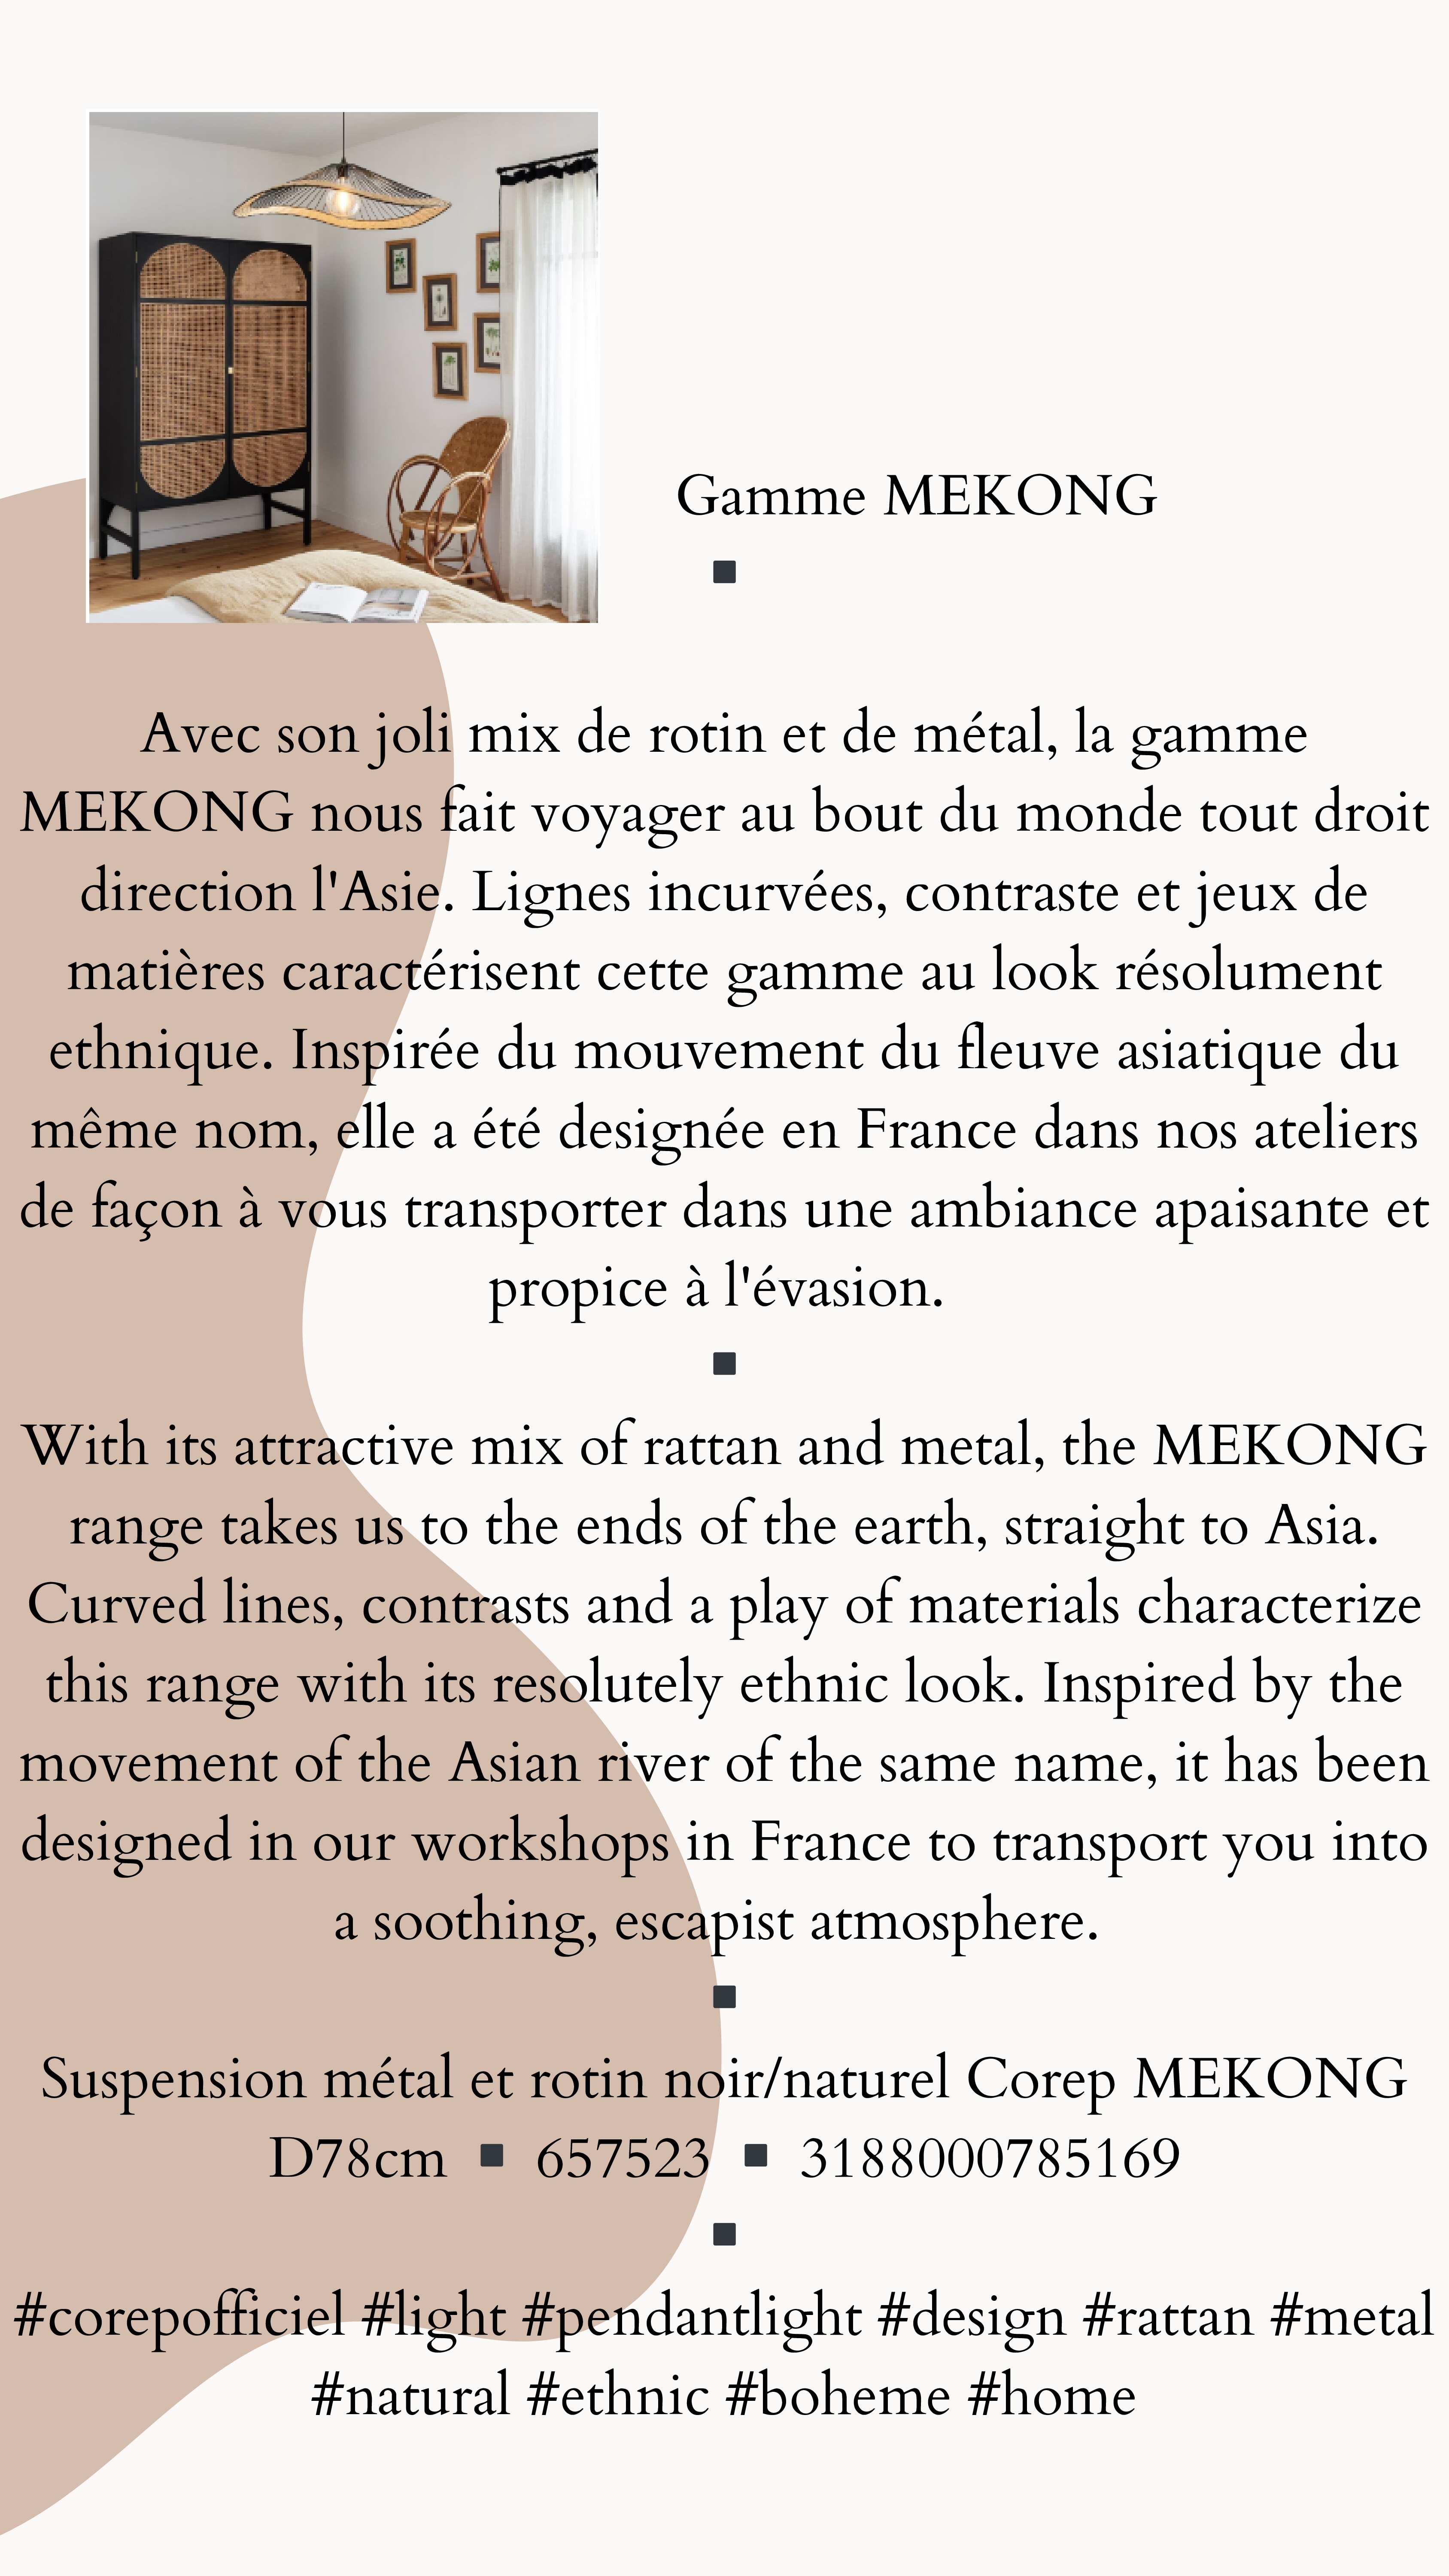 Gamme MEKONG
▪
Avec son joli mix de rotin et de métal, la gamme
MEKONG nous fait voyager au bout du monde tout droit
direction l'Asie. Lignes incurvées, contraste et jeux de
matières caractérisent cette gamme au look résolument
ethnique. Inspirée du mouvement du fleuve asiatique du
même nom, elle a été designée en France dans nos ateliers
de façon à vous transporter dans une ambiance apaisante et
propice à l'évasion.
▪
With its attractive mix of rattan and metal, the MEKONG
range takes us to the ends of the earth, straight to Asia.
Curved lines, contrasts and a play of materials characterize
this range with its resolutely ethnic look. Inspired by the
movement of the Asian river of the same name, it has been
designed in our workshops in France to transport you into
a soothing, escapist atmosphere.
▪
Suspension métal et rotin noir/naturel Corep MEKONG
D78cm ▪ 657523 ▪ 3188000785169
▪
#corepofficiel #light #pendantlight #design #rattan #metal
#natural #ethnic #boheme #home